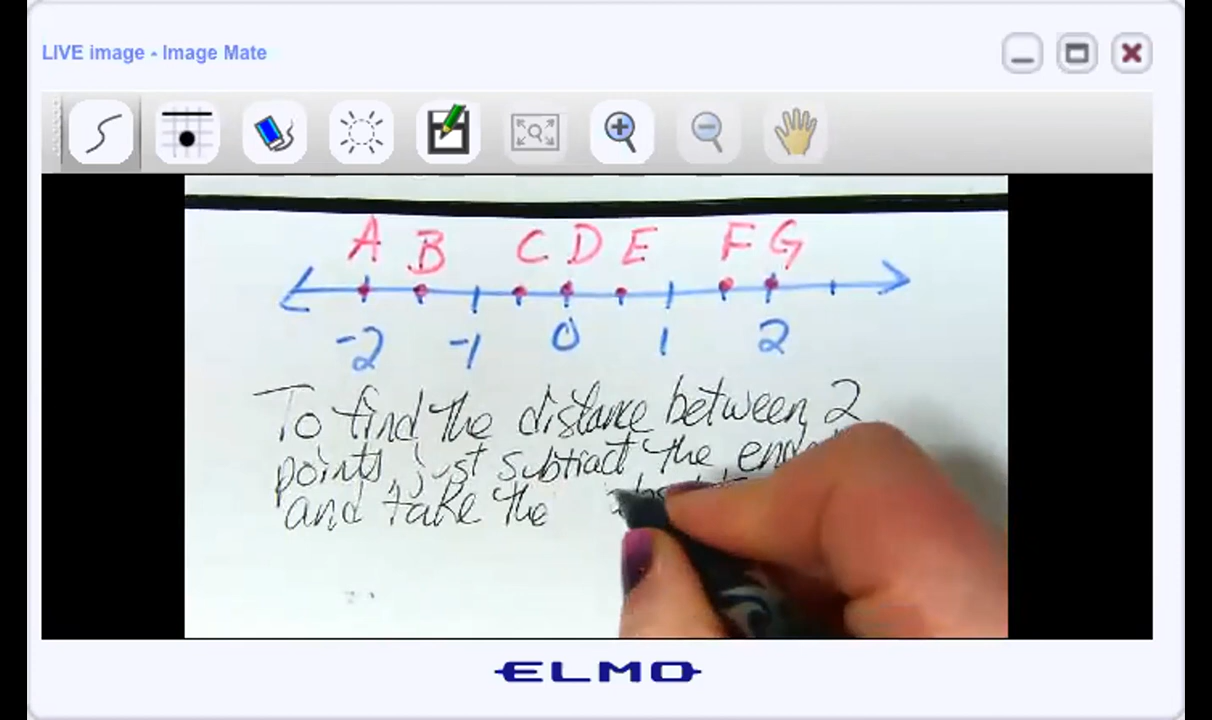 LIVE image - Image Mate
A B C D E F G
-2 -1 0 1 2
To find the distance between 2
points, just subtract the
and take the
ELMO